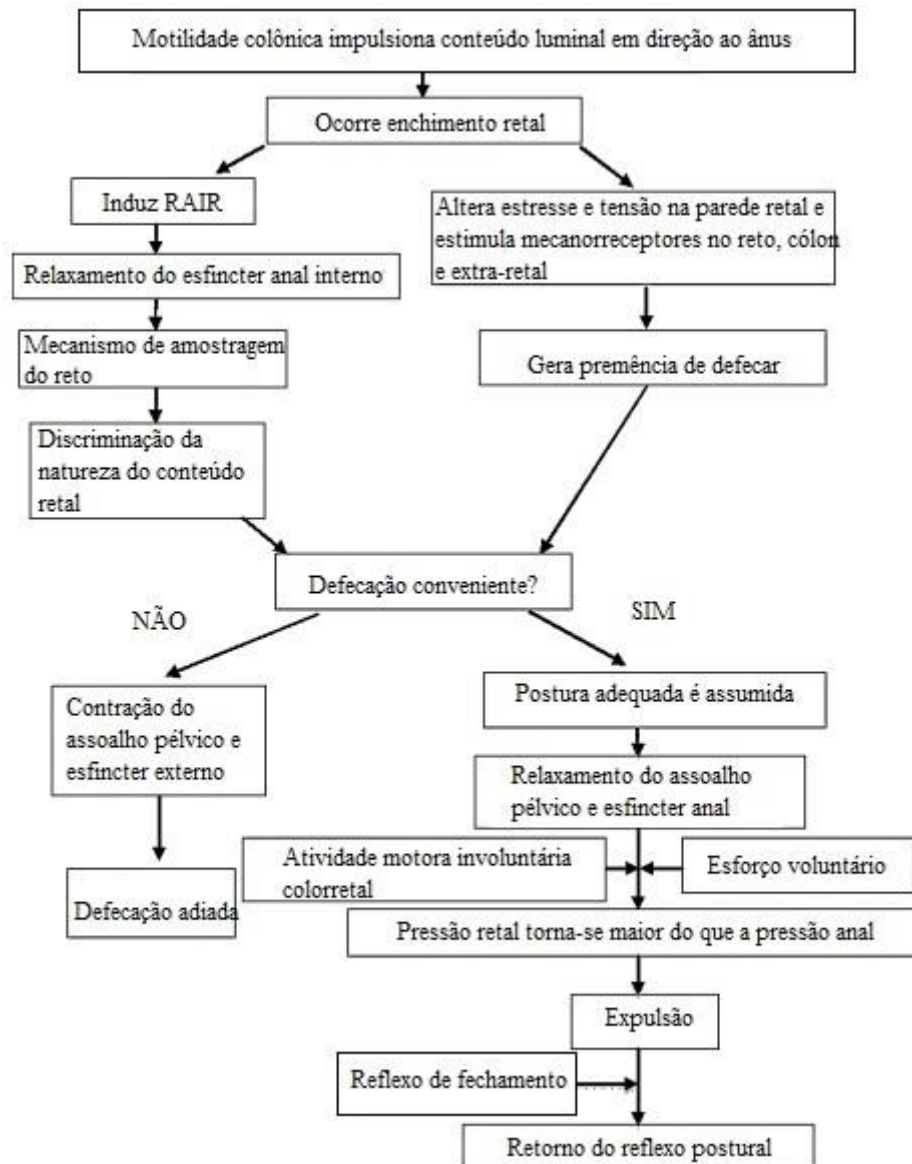 Motilidade colônica impulsiona conteúdo luminal em direção ao ânus
Ocorre enchimento retal
Induz RAIR
Altera estresse e tensão na parede retal e
estimula mecanorreceptores no reto, cólon
e extra-retal
Relaxamento do esfincter anal interno
Mecanismo de amostragem
do reto
Gera premência de defecar
Discriminação da
natureza do conteúdo
retal
Defecação conveniente?
NÃO
SIM
Contração do
assoalho pélvico e
esfincter externo
Postura adequada é assumida
Relaxamento do assoalho
pélvico e esfincter anal
Atividade motora involuntária
colorretal
Esforço voluntário
Defecação adiada
Pressão retal torna-se maior do que a pressão anal
Expulsão
Reflexo de fechamento
Retorno do reflexo postural